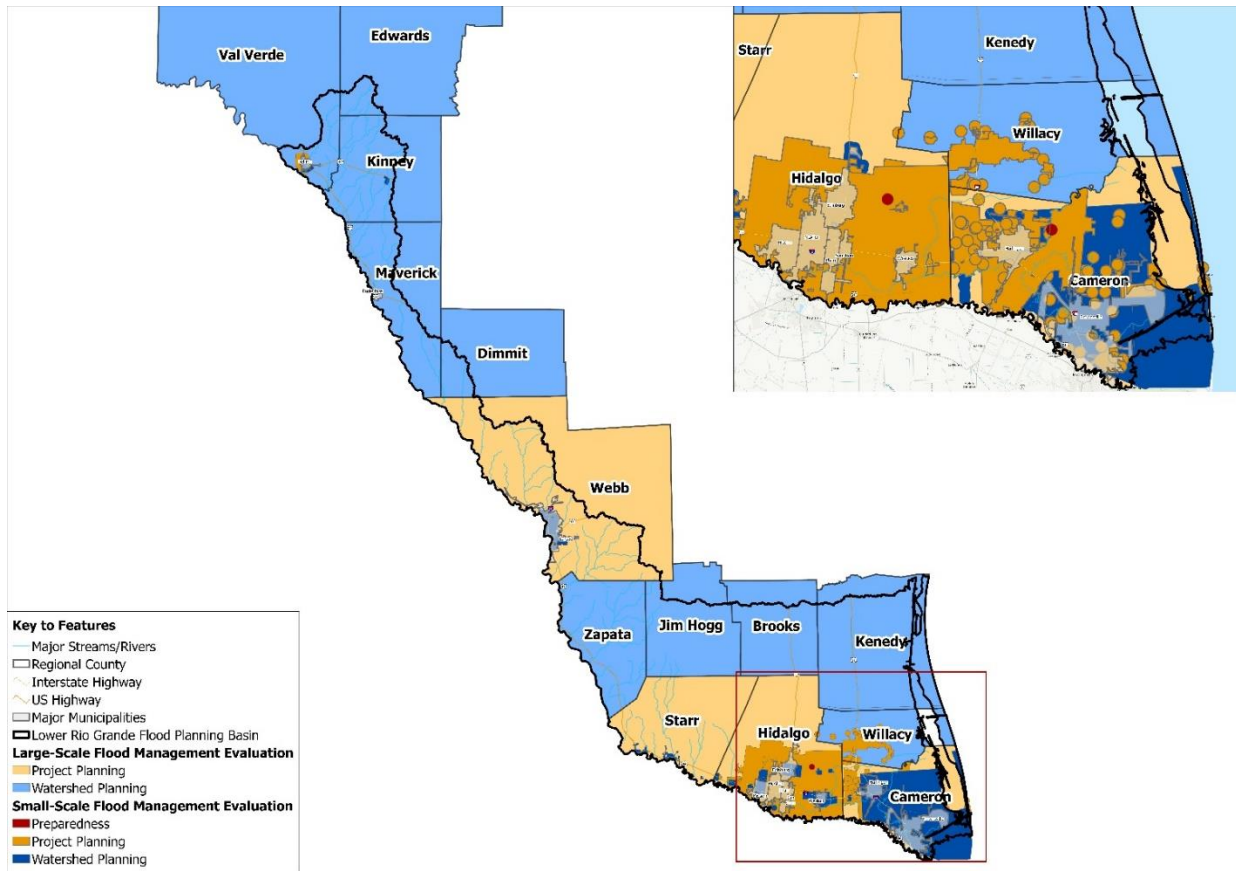 Val Verde
Edwards
Kinney
Maverick
Dimmit
Webb
Zapata
Jim Hogg
Brooks
Kenedy
Starr
Hidalgo
Willacy
Cameron
Starr
Kenedy
Willacy
Hidalgo
Cameron
Key to Features
Major Streams/Rivers
Regional County
Interstate Highway
US Highway
Major Municipalities
Lower Rio Grande Flood Planning Basin
Large-Scale Flood Management Evaluation
Project Planning
Watershed Planning
Small-Scale Flood Management Evaluation
Preparedness
Project Planning
Watershed Planning